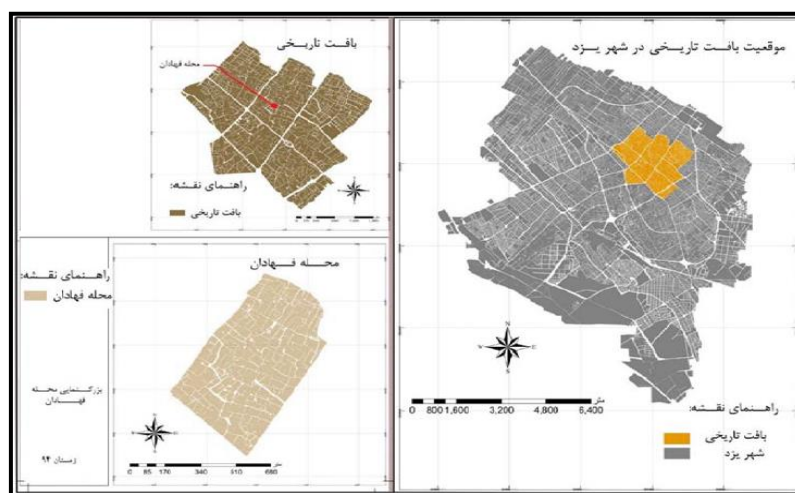 موقعیت بافت تاریخی در شهر یزد
N
W E
S
متر
0 800 1,600 3,200 4,800 6,400
راهنمای نقشه:
بافت تاریخی
شهر یزد
بافت تاریخی
محله فهادان
راهنمای نقشه:
بافت تاریخی
محله فهادان
راهنمای نقشه:
محله فهادان
بزرگنمایی محله
فهادان
زمستان ۹۴
متر
0 85 170 340 510 680